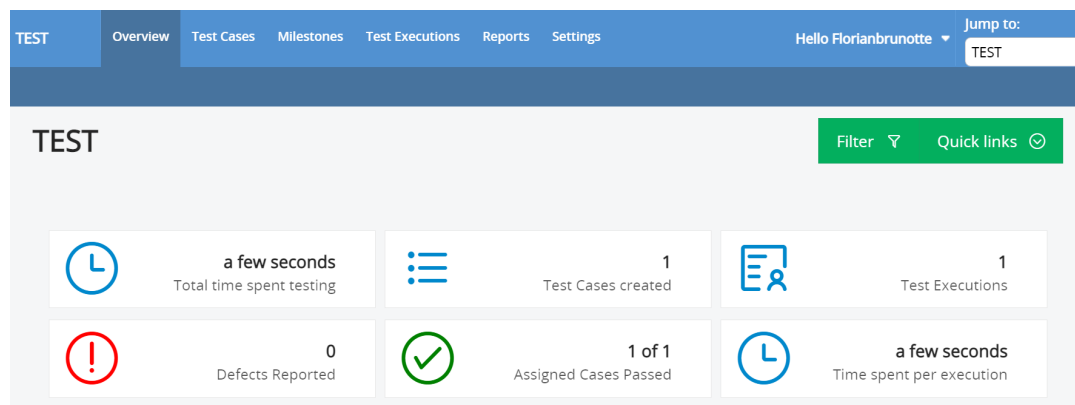 TEST
Overview
Test Cases
Milestones
Test Executions
Reports
Settings
Hello Florianbrunotte
Jump to:
TEST
TEST
Filter
Quick links
a few seconds
Total time spent testing
1
Test Cases created
1
Test Executions
0
Defects Reported
1 of 1
Assigned Cases Passed
a few seconds
Time spent per execution